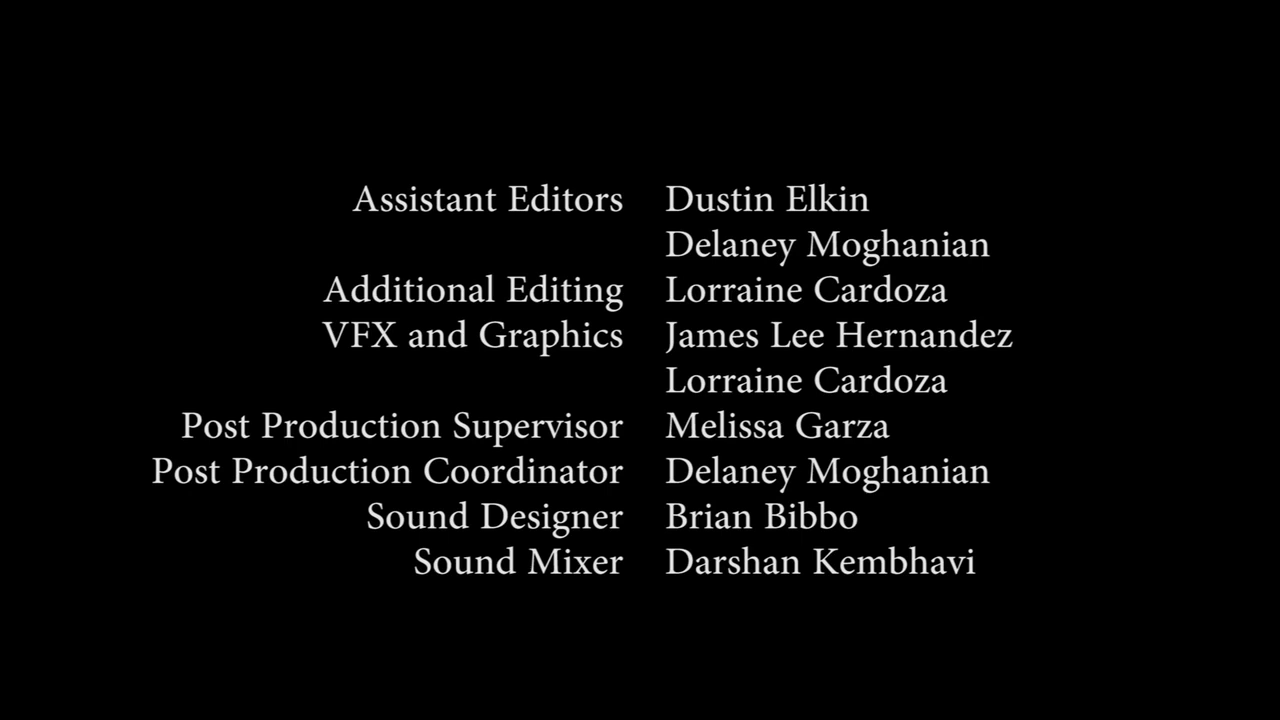 Assistant Editors Dustin Elkin
Delaney Moghanian
Additional Editing Lorraine Cardoza
VFX and Graphics James Lee Hernandez
Lorraine Cardoza
Post Production Supervisor Melissa Garza
Post Production Coordinator Delaney Moghanian
Sound Designer Brian Bibbo
Sound Mixer Darshan Kembhavi